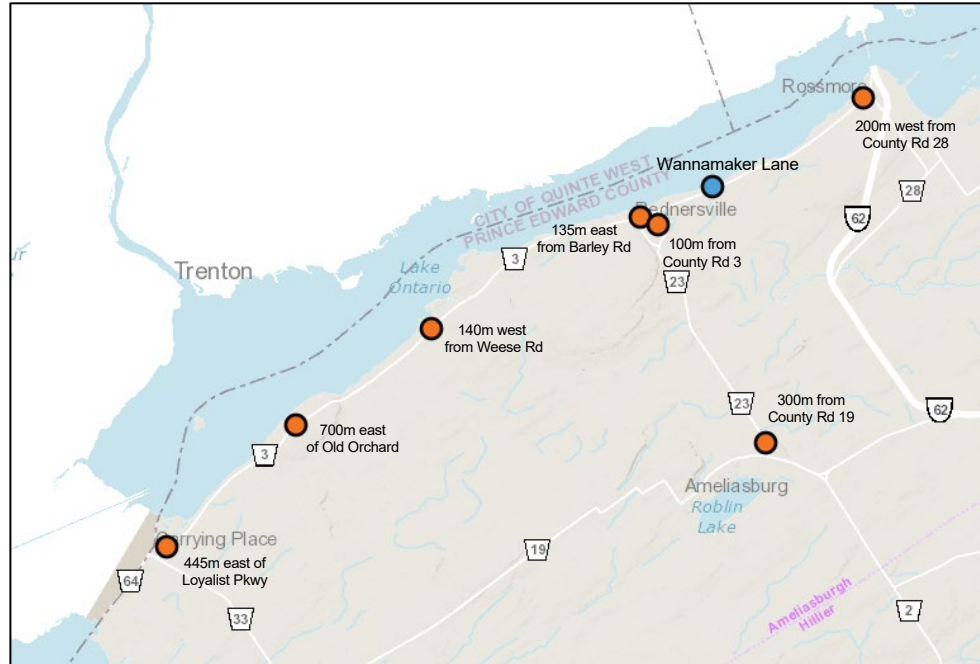 Rossmore
200m west from
County Rd 28
Wannamaker Lane
28
CITY OF QUINTE WEST
PRINCE EDWARD COUNTY
62
Rednersville
135m east
from Barley Rd
100m from
County Rd 3
3
Trenton
Lake
Ontario
23
140m west
from Weese Rd
300m from
County Rd 19
23
62
700m east
of Old Orchard
3
Ameliasburg
Roblin
Lake
Carrying Place
19
445m east of
Loyalist Pkwy
64
33
Ameliasburgh
Hillier
2